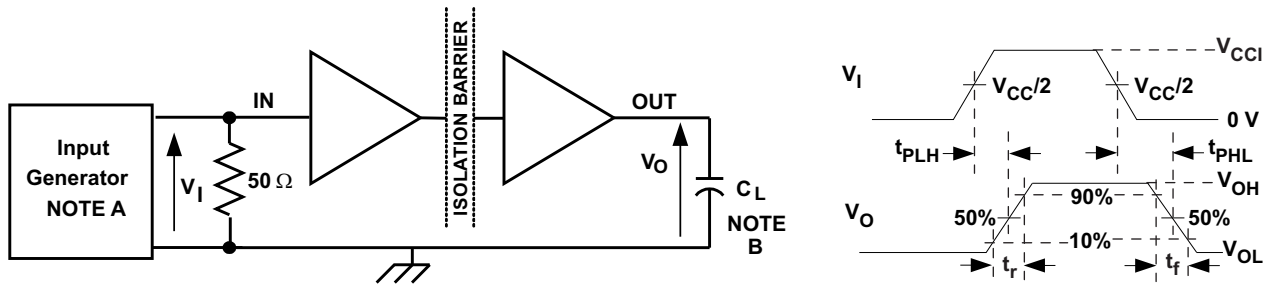 Input
Generator
NOTE A
V_I
50 Ω
IN
ISOLATION BARRIER
OUT
V_O
C_L
NOTE
B
V_I
V_CCI
V_CC/2
V_CC/2
0 V
t_PLH
t_PHL
V_O
V_OH
50%
90%
50%
10%
V_OL
t_r
t_f